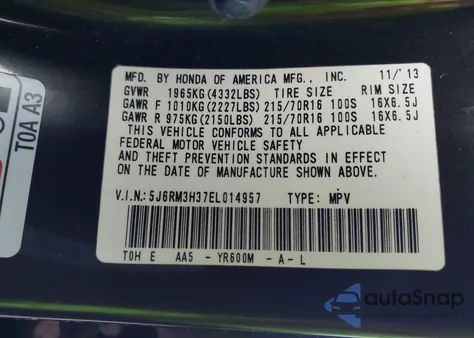 MFD. BY HONDA OF AMERICA MFG., INC. 11/'13
GVWR 1965KG(4332LBS) TIRE SIZE RIM SIZE
GAWR F 1010KG(2227LBS) 215/70R16 100S 16X6.5J
GAWR R 975KG(2150LBS) 215/70R16 100S 16X6.5J
THIS VEHICLE CONFORMS TO ALL APPLICABLE
FEDERAL MOTOR VEHICLE SAFETY BUMPER
AND THEFT PREVENTION STANDARDS IN EFFECT
ON THE DATE OF MANUFACTURE SHOWN ABOVE.
V.I.N.: 5J6RM3H37EL014957 TYPE: MPV
TOH E AA5 - YR600M - A - L
TOA A3
autoSnap